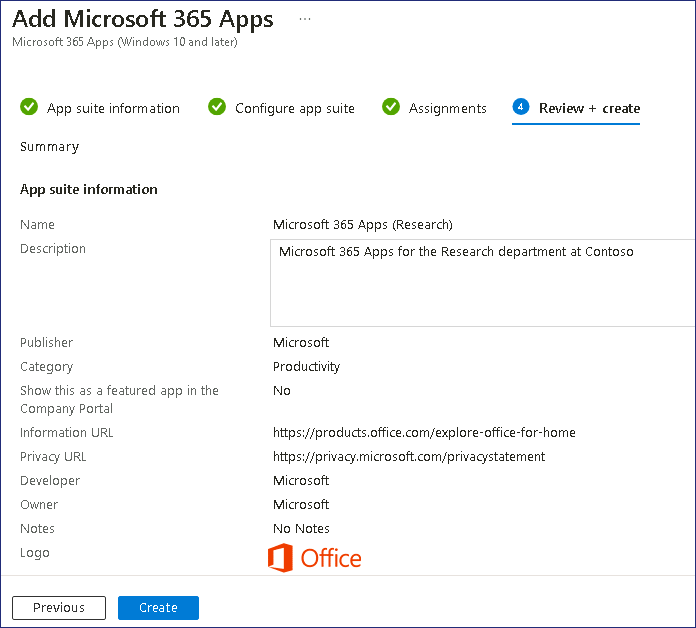 Add Microsoft 365 Apps ...
Microsoft 365 Apps (Windows 10 and later)
App suite information Configure app suite Assignments 4 Review + create
Summary
App suite information
Name Microsoft 365 Apps (Research)
Description Microsoft 365 Apps for the Research department at Contoso
Publisher Microsoft
Category Productivity
Show this as a featured app in the No
Company Portal
Information URL https://products.office.com/explore-office-for-home
Privacy URL https://privacy.microsoft.com/privacystatement
Developer Microsoft
Owner Microsoft
Notes No Notes
Logo Office
Previous Create